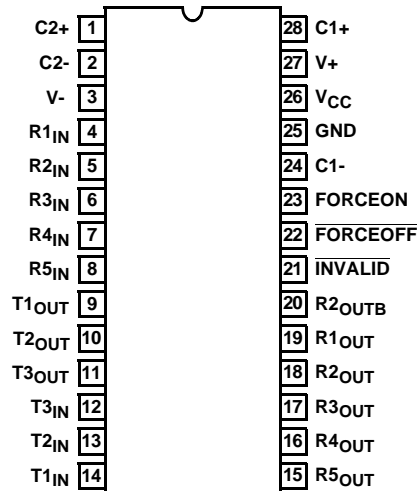 C2+ 1 28 C1+
C2- 2 27 V+
V- 3 26 VCC
R1IN 4 25 GND
R2IN 5 24 C1-
R3IN 6 23 FORCEON
R4IN 7 22 FORCEOFF
R5IN 8 21 INVALID
T1OUT 9 20 R2OUTB
T2OUT 10 19 R1OUT
T3OUT 11 18 R2OUT
T3IN 12 17 R3OUT
T2IN 13 16 R4OUT
T1IN 14 15 R5OUT